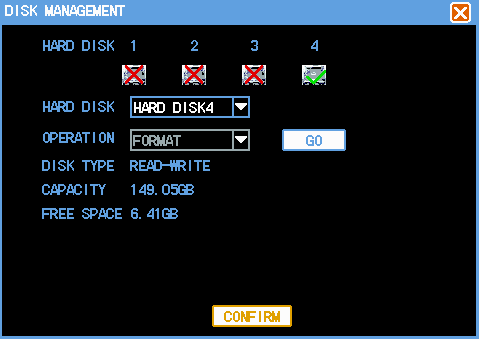 DISK MANAGEMENT
HARD DISK 1 2 3 4
HARD DISK HARD DISK4
OPERATION FORMAT GO
DISK TYPE READ-WRITE
CAPACITY 149.05GB
FREE SPACE 6.41GB
CONFIRM